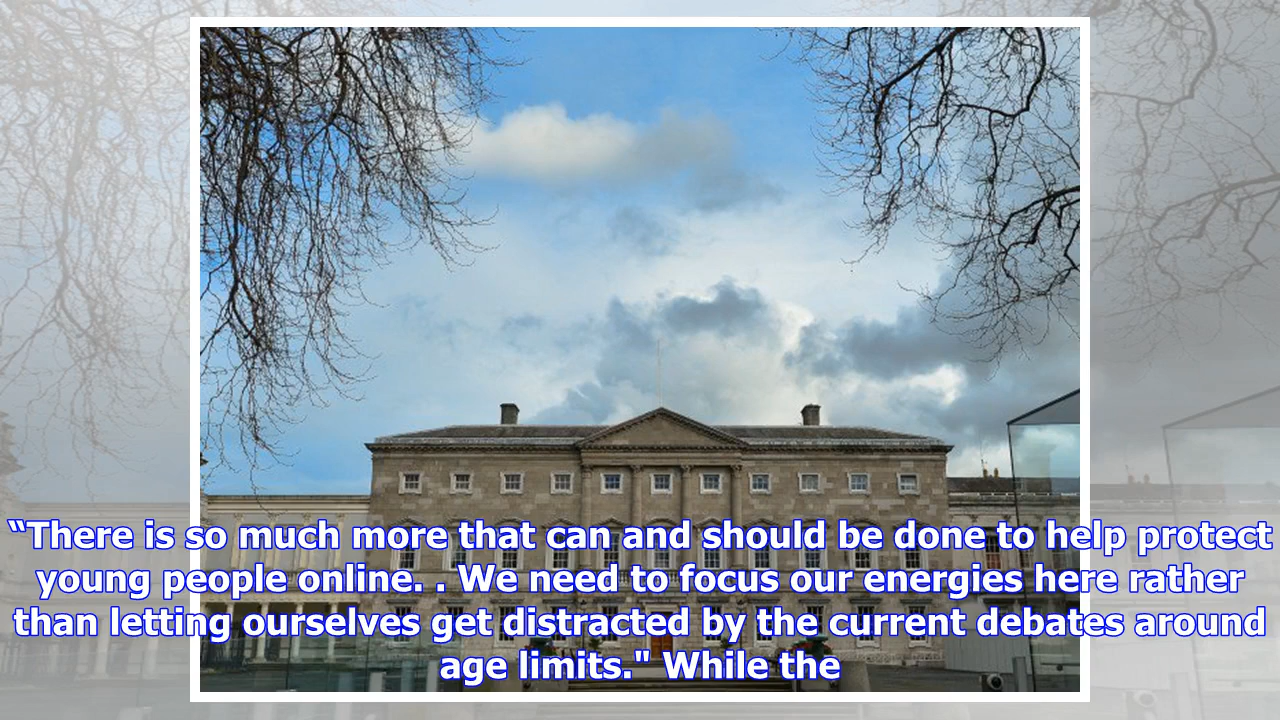 “There is so much more that can and should be done to help protect
young people online. . We need to focus our energies here rather
than letting ourselves get distracted by the current debates around
age limits." While the